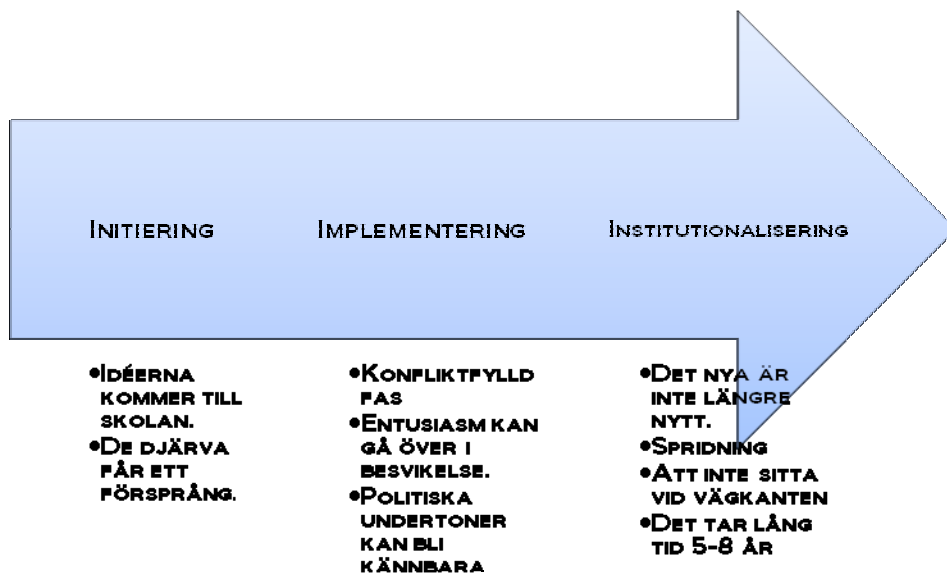 INITIERING
IMPLEMENTERING
INSTITUTIONALISERING
•IDÉERNA
KOMMER TILL
SKOLAN.
•DE DJÄRVA
FÅR ETT
FÖRSPRÅNG.
•KONFLIKTFYLLD
FAS
•ENTUSIASM KAN
GÅ ÖVER I
BESVIKELSE.
•POLITISKA
UNDERTONER
KAN BLI
KÄNNBARA
•DET NYA ÄR
INTE LÄNGRE
NYTT.
•SPRIDNING
•ATT INTE SITTA
VID VÄGKANTEN
•DET TAR LÅNG
TID 5-8 ÅR